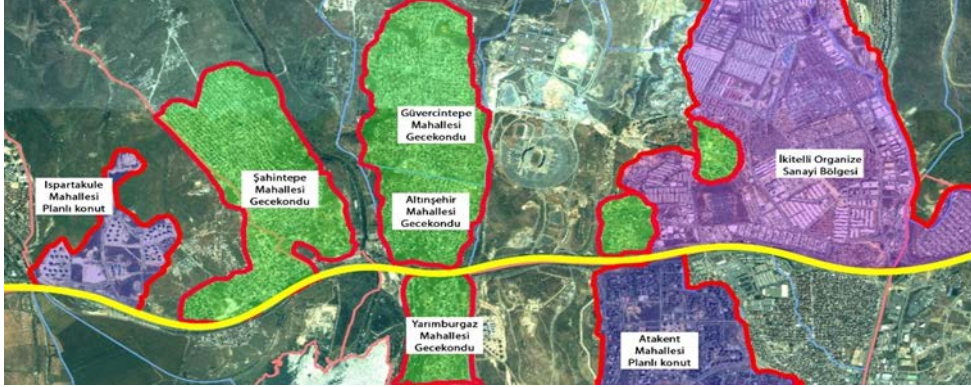 Ispartakule
Mahallesi
Planlı konut
Şahintepe
Mahallesi
Gecekondu
Güvercintepe
Mahallesi
Gecekondu
Altınşehir
Mahallesi
Gecekondu
Yarımburgaz
Mahallesi
Gecekondu
İkitelli Organize
Sanayi Bölgesi
Atakent
Mahallesi
Planlı konut